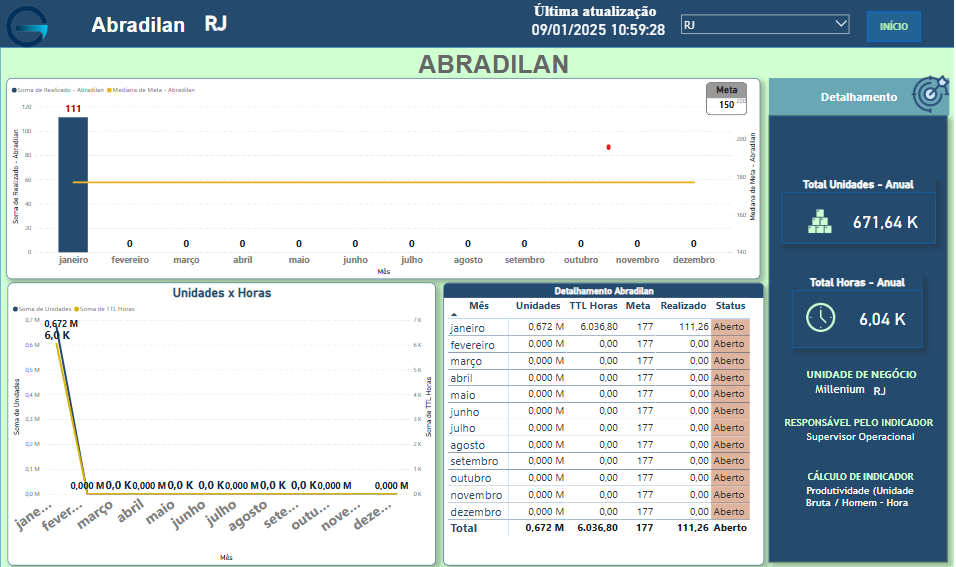 Abradilan RJ
Última atualização
09/01/2025 10:59:28
RJ
INÍCIO
ABRADILAN
Soma de Realizado - Abradilan Mediana de Meta - Abradilan
Meta
150
Soma de Realizado - Abradilan
120
100
80
60
40
20
0
111
0 0 0 0 0 0 0 0 0 0 0
220
200
180
160
140
Mediana de Meta - Abradilan
janeiro fevereiro março abril maio junho julho agosto setembro outubro novembro dezembro
Mês
Unidades x Horas
Soma de Unidades Soma de TTL Horas
Soma de Unidades
0,7 M
0,6 M
0,5 M
0,4 M
0,3 M
0,2 M
0,1 M
0,0 M
0,672 M
6,0 K
0,000 M 0,0 K 0,000 M 0,0 K 0,0 K 0,000 M 0,0 K 0,0 K 0,000 M 0,000 M
7 K
6 K
5 K
4 K
3 K
2 K
1 K
0 K
Soma de TTL Horas
jane... fever... março abril maio junho julho agosto sete... outu... nove... deze...
Mês
Detalhamento Abradilan
Mês Unidades TTL Horas Meta Realizado Status
janeiro 0,672 M 6.036,80 177 111,26 Aberto
fevereiro 0,000 M 0,00 177 0,00 Aberto
março 0,000 M 0,00 177 0,00 Aberto
abril 0,000 M 0,00 177 0,00 Aberto
maio 0,000 M 0,00 177 0,00 Aberto
junho 0,000 M 0,00 177 0,00 Aberto
julho 0,000 M 0,00 177 0,00 Aberto
agosto 0,000 M 0,00 177 0,00 Aberto
setembro 0,000 M 0,00 177 0,00 Aberto
outubro 0,000 M 0,00 177 0,00 Aberto
novembro 0,000 M 0,00 177 0,00 Aberto
dezembro 0,000 M 0,00 177 0,00 Aberto
Total 0,672 M 6.036,80 177 111,26 Aberto
Detalhamento
Total Unidades - Anual
671,64 K
Total Horas - Anual
6,04 K
UNIDADE DE NEGÓCIO
Millenium RJ
RESPONSÁVEL PELO INDICADOR
Supervisor Operacional
CÁLCULO DE INDICADOR
Produtividade (Unidade
Bruta / Homem - Hora